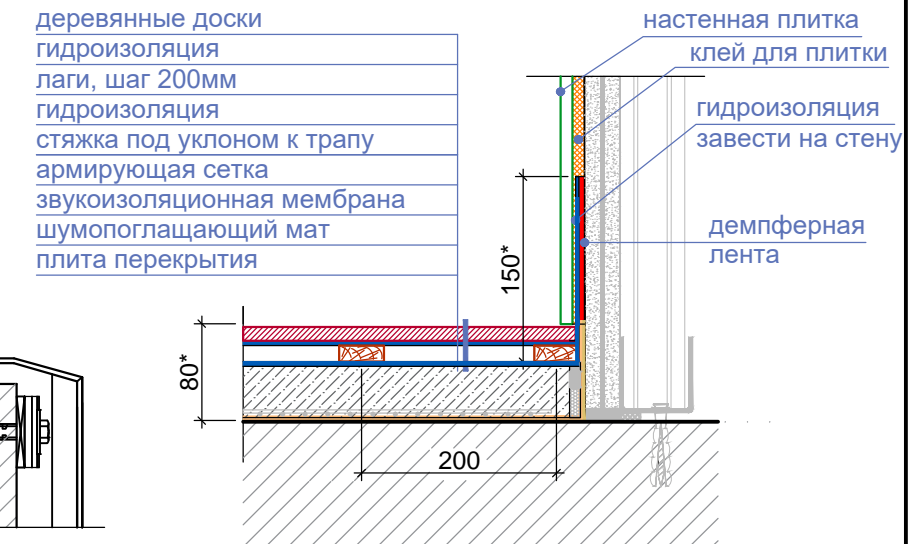 деревянные доски
гидроизоляция
лаги, шаг 200мм
гидроизоляция
стяжка под уклоном к трапу
армирующая сетка
звукоизоляционная мембрана
шумопоглащающий мат
плита перекрытия
настенная плитка
клей для плитки
гидроизоляция
завести на стену
демпферная
лента
150*
80*
200